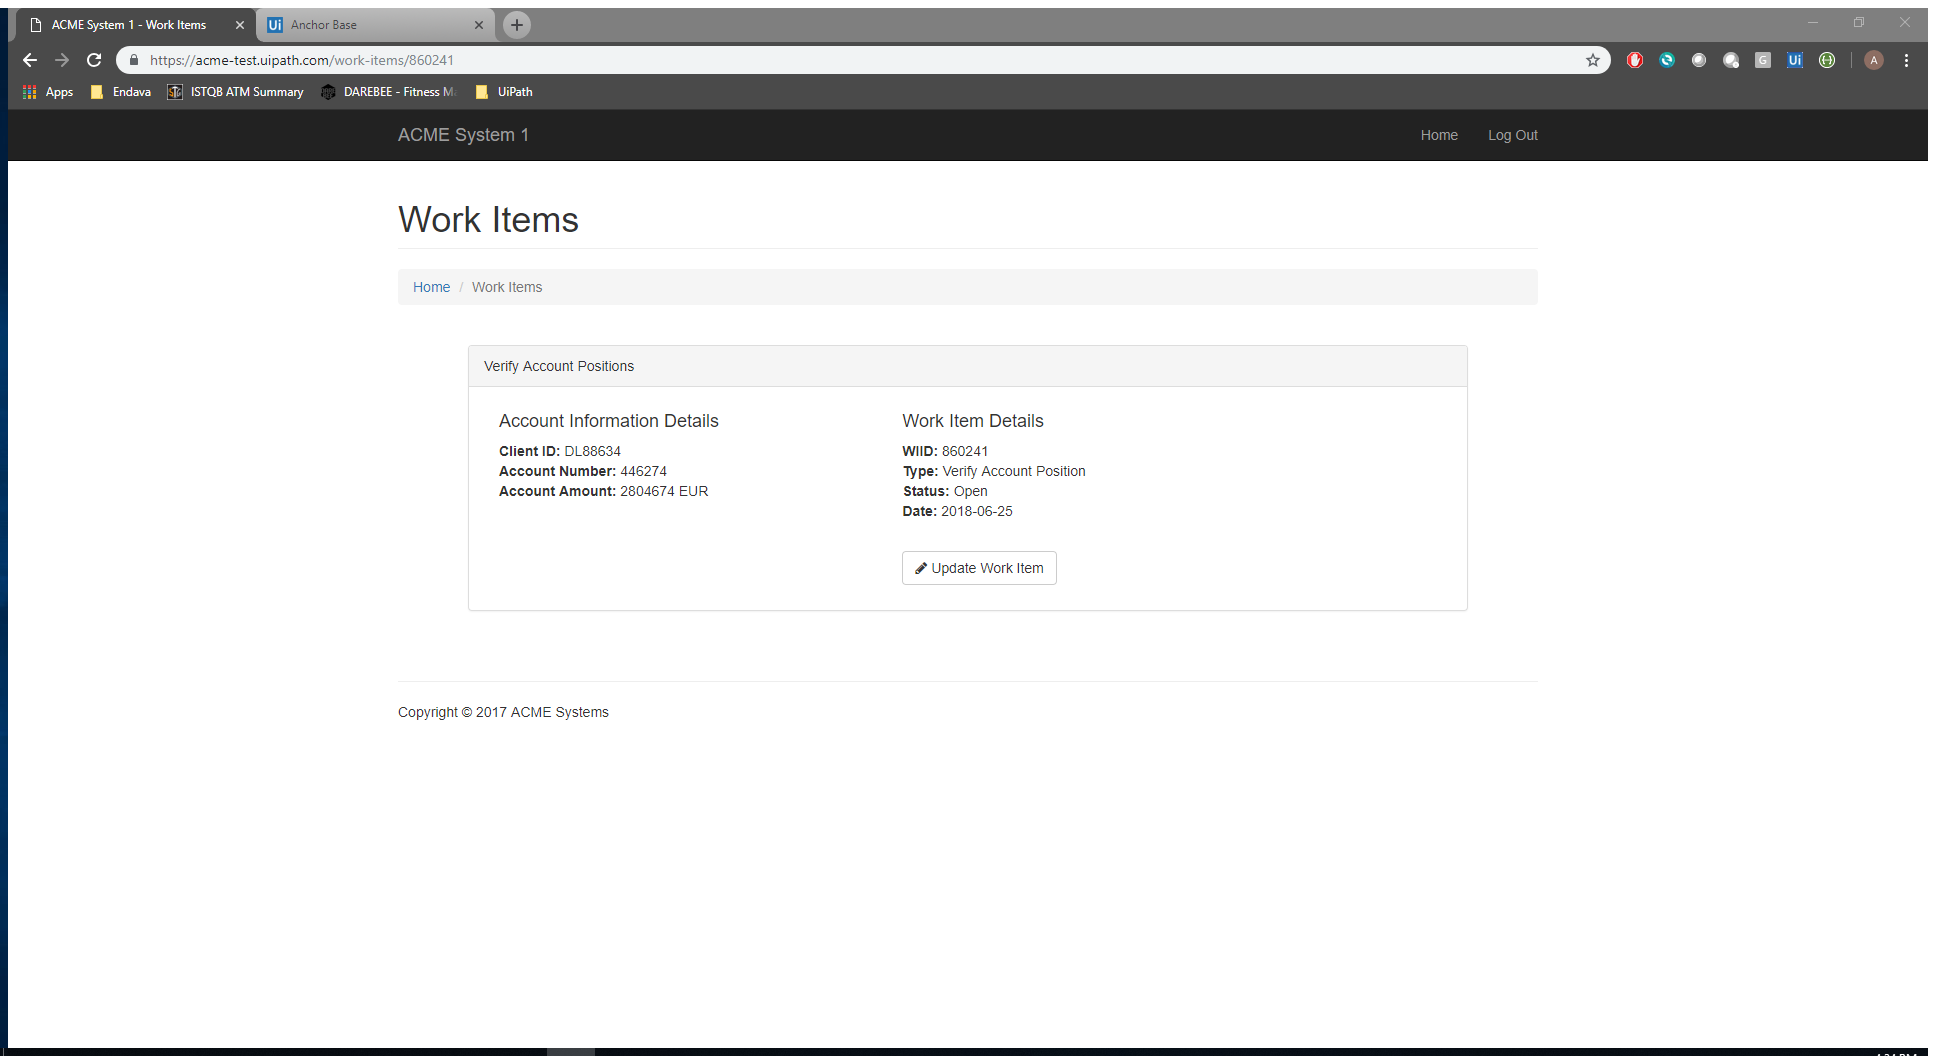 ACME System 1 - Work Items
Ui Anchor Base
https://acme-test.uipath.com/work-items/860241
G
Ui
A
Apps
Endava
ISTQB ATM Summary
DAREBEE - Fitness M
UiPath
ACME System 1
Home
Log Out
Work Items
Home / Work Items
Verify Account Positions
Account Information Details
Client ID: DL88634
Account Number: 446274
Account Amount: 2804674 EUR
Work Item Details
WIID: 860241
Type: Verify Account Position
Status: Open
Date: 2018-06-25
Update Work Item
Copyright © 2017 ACME Systems